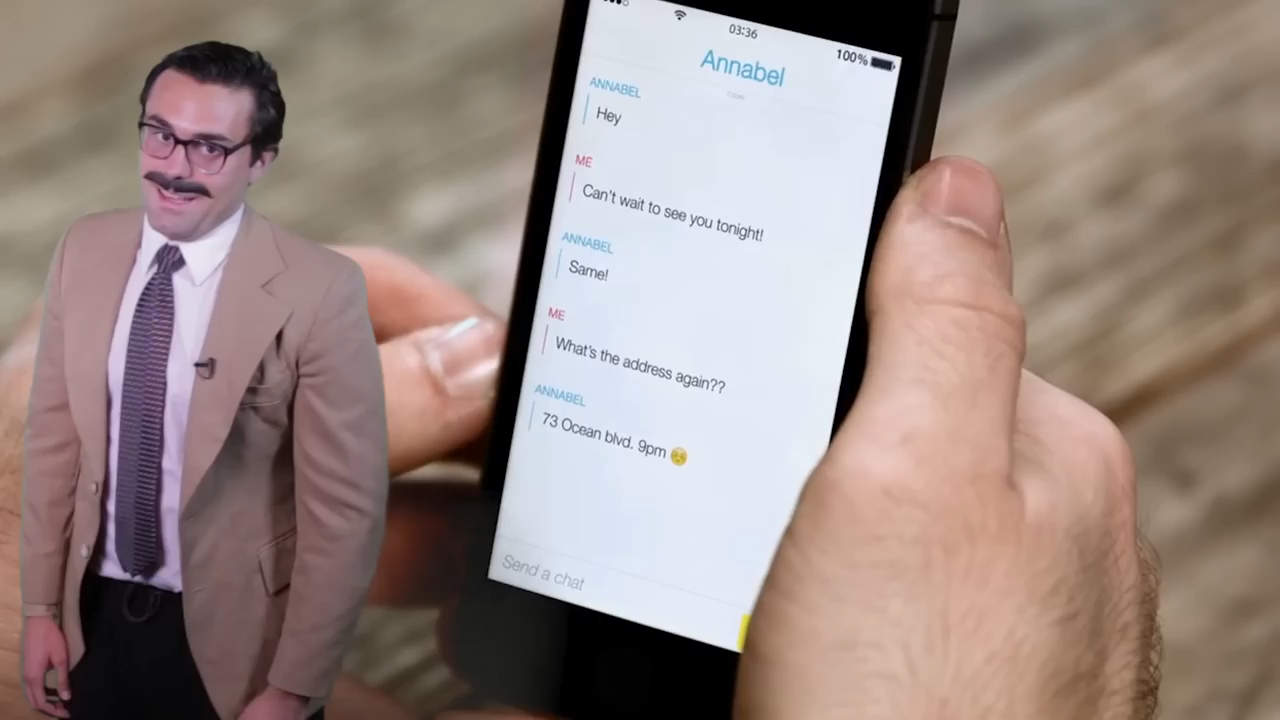 03:36
100%
Annabel
TODAY
ANNABEL
Hey
ME
Can't wait to see you tonight!
ANNABEL
Same!
ME
What's the address again??
ANNABEL
73 Ocean blvd. 9pm 😴
Send a chat